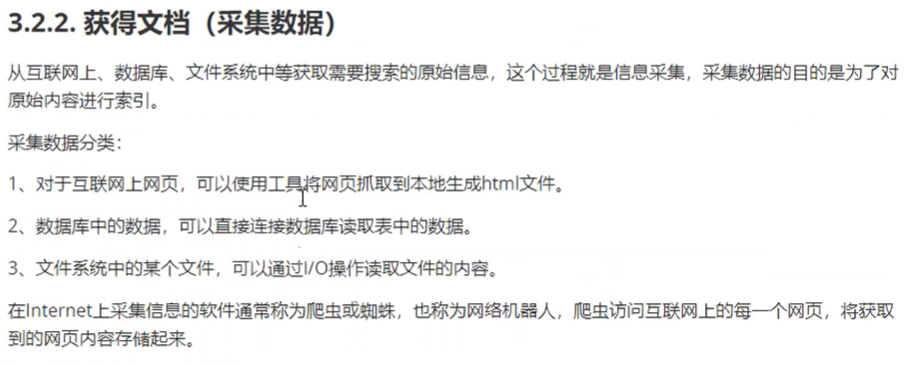 3.2.2. 获得文档（采集数据）
从互联网上、数据库、文件系统中等获取需要搜索的原始信息，这个过程就是信息采集，采集数据的目的是为了对
原始内容进行索引。
采集数据分类：
1、对于互联网上网页，可以使用工具将网页抓取到本地生成html文件。
2、数据库中的数据，可以直接连接数据库读取表中的数据。
3、文件系统中的某个文件，可以通过I/O操作读取文件的内容。
在Internet上采集信息的软件通常称为爬虫或蜘蛛，也称为网络机器人，爬虫访问互联网上的每一个网页，将获取
到的网页内容存储起来。